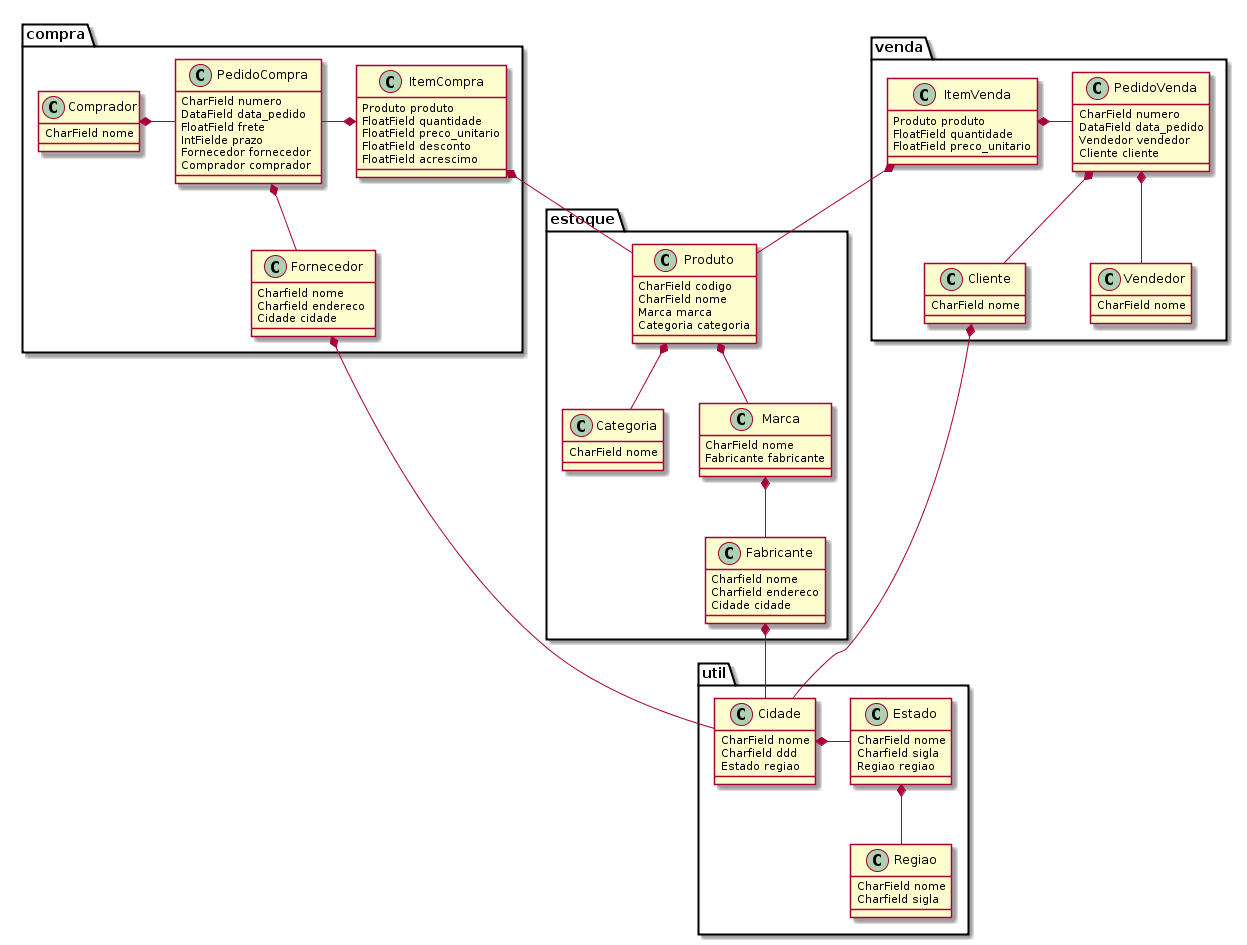 compra
C Comprador
CharField nome
C PedidoCompra
CharField numero
DataField data_pedido
FloatField frete
IntFielde prazo
Fornecedor fornecedor
Comprador comprador
C ItemCompra
Produto produto
FloatField quantidade
FloatField preco_unitario
FloatField desconto
FloatField acrescimo
C Fornecedor
Charfield nome
Charfield endereco
Cidade cidade
venda
C ItemVenda
Produto produto
FloatField quantidade
FloatField preco_unitario
C PedidoVenda
CharField numero
DataField data_pedido
Vendedor vendedor
Cliente cliente
C Cliente
CharField nome
C Vendedor
CharField nome
estoque
C Produto
CharField codigo
CharField nome
Marca marca
Categoria categoria
C Categoria
CharField nome
C Marca
CharField nome
Fabricante fabricante
C Fabricante
Charfield nome
Charfield endereco
Cidade cidade
util
C Cidade
CharField nome
Charfield ddd
Estado regiao
C Estado
CharField nome
Charfield sigla
Regiao regiao
C Regiao
CharField nome
Charfield sigla